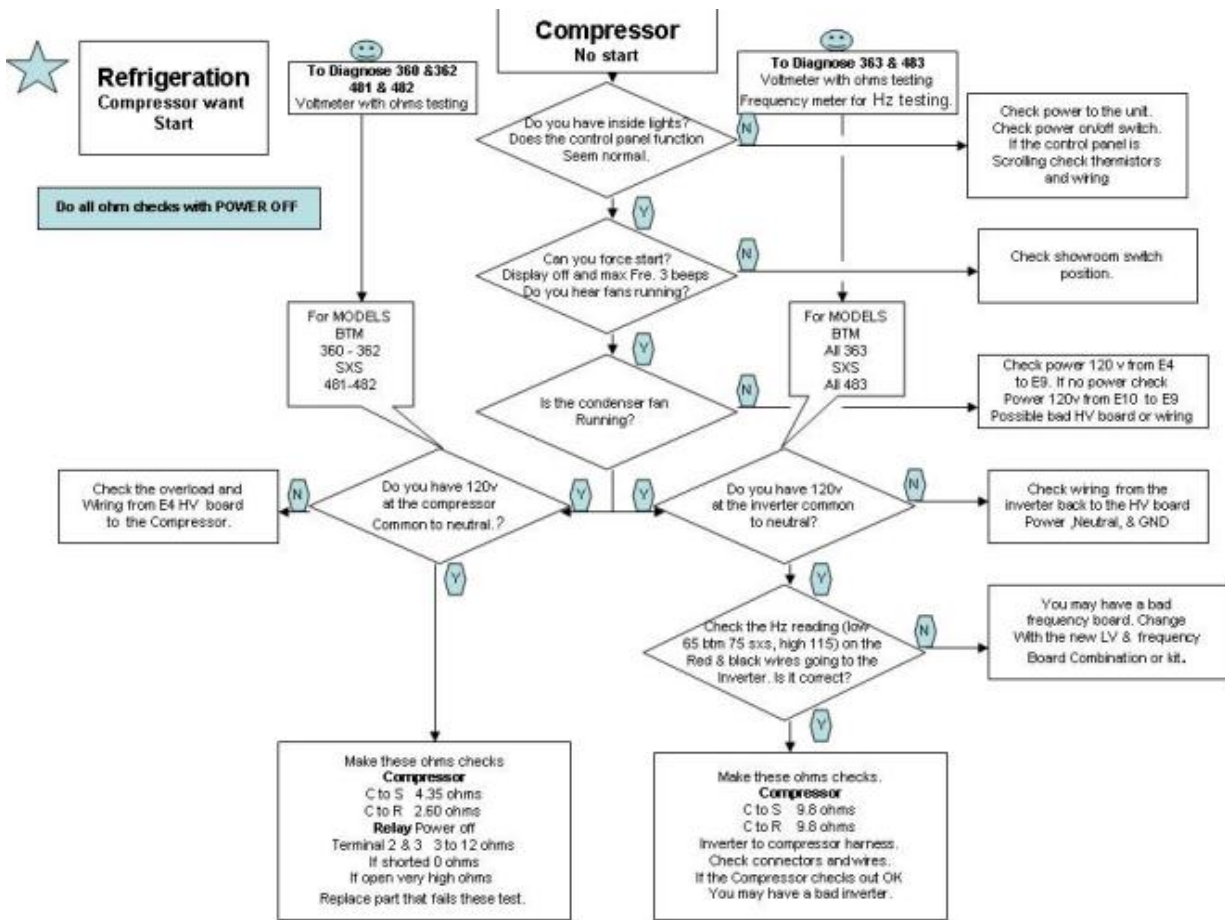 Compressor
No start
Refrigeration
Compressor want
Start
To Diagnose 360 &362
481 & 482
Voltmeter with ohms testing
To Diagnose 363 & 483
Voltmeter with ohms testing
Frequency meter for Hz testing.
Do all ohm checks with POWER OFF
Do you have inside lights?
Does the control panel function
Seem normal.
N
Check power to the unit.
Check power on/off switch.
If the control panel is
Scrolling check thermistors
and wiring
Y
Can you force start?
Display off and max Fre. 3 beeps
Do you hear fans running?
N
Check showroom switch
position.
Y
For MODELS
BTM
360 - 362
SXS
481-482
For MODELS
BTM
All 363
SXS
All 483
Is the condenser fan
Running?
N
Check power 120 v from E4
to E9. If no power check
Power 120v from E10 to E9
Possible bad HV board or wiring
Y
Y
Do you have 120v
at the compressor
Common to neutral.?
N
Check the overload and
Wiring from E4 HV board
to the Compressor.
Do you have 120v
at the inverter common
to neutral?
N
Check wiring from the
inverter back to the HV board
Power ,Neutral, & GND
Y
Y
Check the Hz reading (low
65 btm 75 sxs, high 115) on the
Red & black wires going to the
Inverter. Is it correct?
N
You may have a bad
frequency board. Change
With the new LV & frequency
Board Combination or kit.
Y
Make these ohms checks
Compressor
C to S 4.35 ohms
C to R 2.60 ohms
Relay Power off
Terminal 2 & 3 3 to 12 ohms
If shorted 0 ohms
If open very high ohms
Replace part that fails these test.
Make these ohms checks.
Compressor
C to S 9.8 ohms
C to R 9.8 ohms
Inverter to compressor harness.
Check connectors and wires.
If the Compressor checks out OK
You may have a bad inverter.